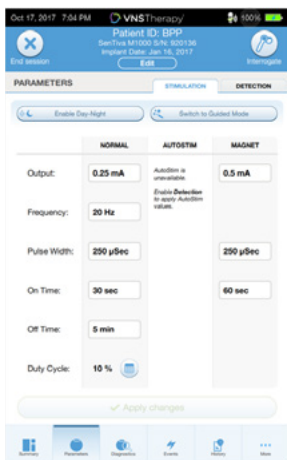 Oct 17, 2017 7:04 PM VNSTherapy 100%
Patient
ID: BPP
SenTiva M1000 S/N: 920136
Implant Date: Jan 16, 2017
Edit
End session
Interrogate
PARAMETERS
STIMULATION
DETECTION
Enable Day-Night
Switch to Guided Mode
NORMAL AUTOSTIM MAGNET
Output: 0.25 mA 0.5 mA
AutoStim is
unavailable.
Enable Detection
to apply AutoStim
values.
Frequency: 20 Hz
Pulse Width: 250 µSec 250 µSec
On Time: 30 sec 60 sec
Off Time: 5 min
Duty Cycle: 10 %
Apply changes
Summary Parameters Diagnostics Events History More